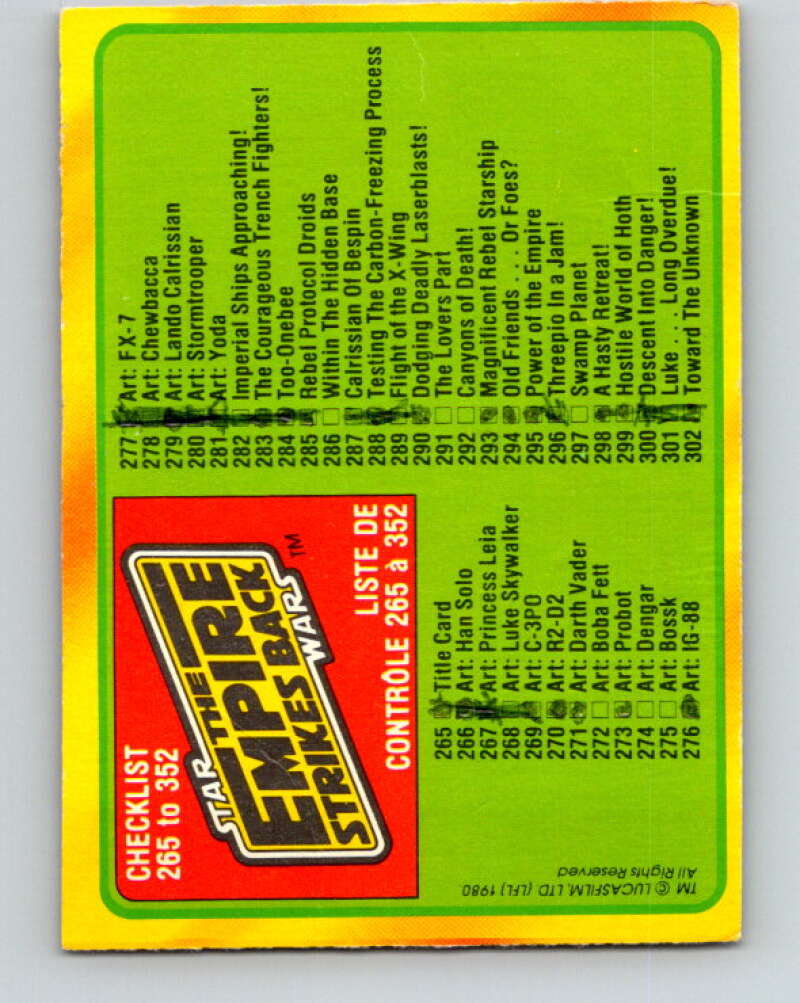 CHECKLIST
265 to 352
STAR
THE
EMPIRE
STRIKES BACK
WARS
TM
LISTE DE
CONTRÔLE 265 à 352
265 Title Card
266 Art: Han Solo
267 Art: Princess Leia
268 Art: Luke Skywalker
269 Art: C-3PO
270 Art: R2-D2
271 Art: Darth Vader
272 Art: Boba Fett
273 Art: Probot
274 Art: Dengar
275 Art: Bossk
276 Art: IG-88
277 Art: FX-7
278 Art: Chewbacca
279 Art: Lando Calrissian
280 Art: Stormtrooper
281 Art: Yoda
282 Imperial Ships Approaching!
283 The Courageous Trench Fighters!
284 Too-Onebee
285 Rebel Protocol Droids
286 Within The Hidden Base
287 Calrissian Of Bespin
288 Testing The Carbon-Freezing Process
289 Flight of the X-Wing
290 Dodging Deadly Laserblasts!
291 The Lovers Part
292 Canyons of Death!
293 Magnificent Rebel Starship
294 Old Friends . . . . Or Foes?
295 Power of the Empire
296 Threepio In a Jam!
297 Swamp Planet
298 A Hasty Retreat!
299 Hostile World of Hoth
300 Descent Into Danger!
301 Luke . . . Long Overdue!
302 Toward The Unknown
TM © LUCASFILM, LTD (LFL) 1980
All Rights Reserved